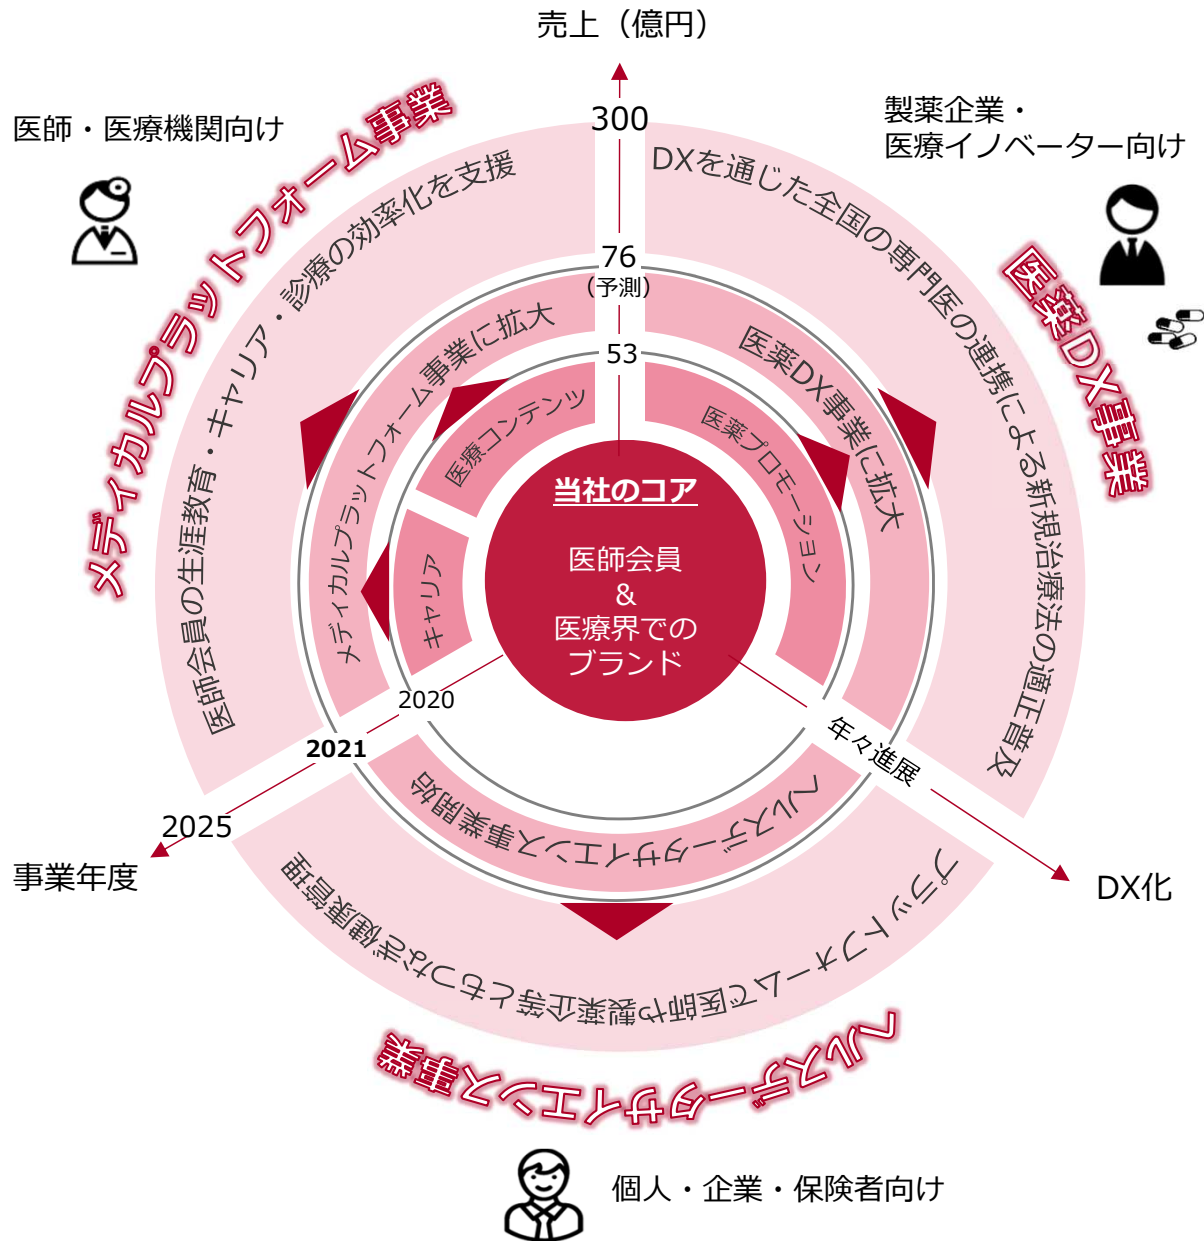 売上（億円）
医師・医療機関向け
製薬企業・
医療イノベーター向け
メディカルプラットフォーム事業
医薬DX事業
300
医師会員の生涯教育・キャリア・診療の効率化を支援
DXを通じた全国の専門医の連携による新規治療法の適正普及
76
（予測）
メディカルプラットフォーム事業に拡大
医薬DX事業に拡大
53
医療コンテンツ
医薬プロモーション
キャリア
当社のコア
医師会員
&
医療界での
ブランド
2020
2021
2025
事業年度
年々進展
DX化
ヘルスデータサイエンス事業開始
プラットフォームで医師や製薬企業等ともつなぎ健康管理
ヘルスデータサイエンス事業
個人・企業・保険者向け